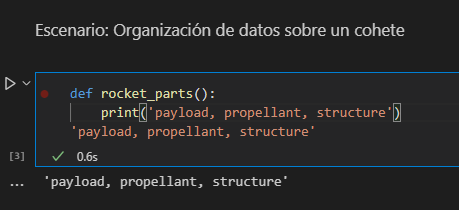 Escenario: Organización de datos sobre un cohete
def rocket_parts():
    print('payload, propellant, structure')
'payload, propellant, structure'
[3] 0.6s
... 'payload, propellant, structure'